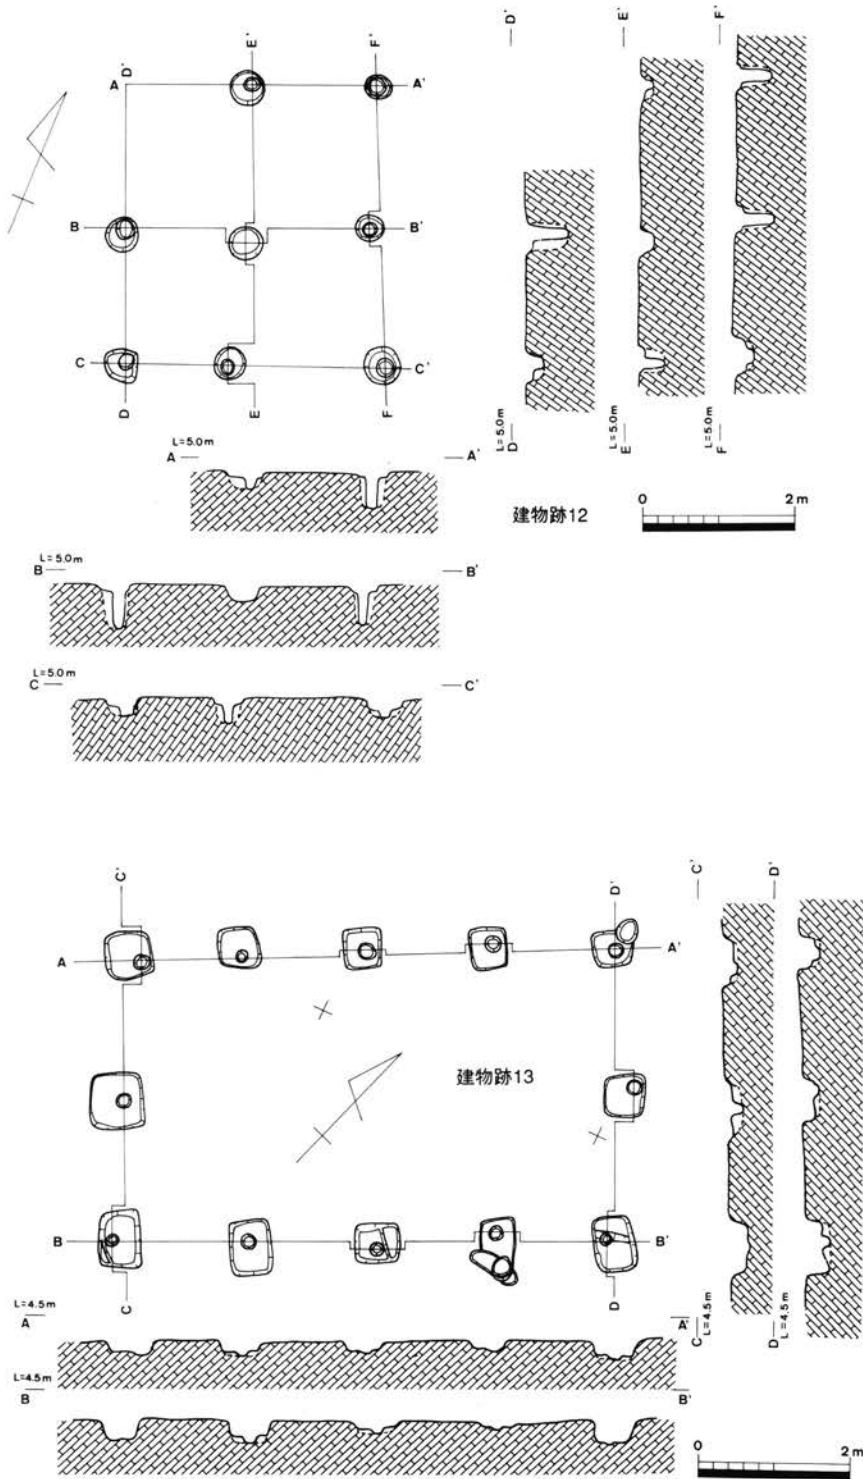 D' E' F'
E' F'
D'
A A'
B B'
C C'
D E F
L=5.0m L=5.0m L=5.0m
D E F
L=5.0m
A A'
建物跡12
0 2m
L=5.0m
B B'
L=5.0m
C C'
C' D'
C' D'
A A'
建物跡13
B B'
C D
L=4.5m
A A'
C L=4.5m D L=4.5m
L=4.5m
B B'
0 2m